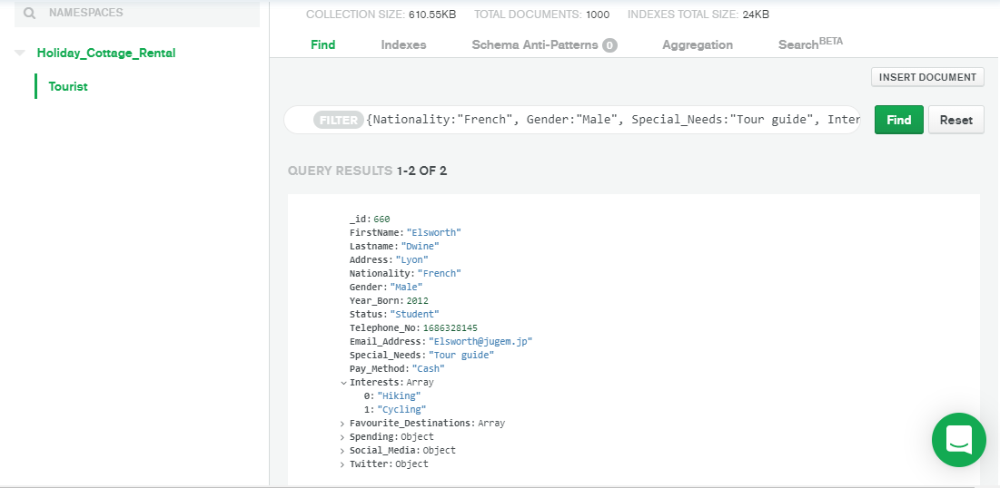 NAMESPACES
Holiday_Cottage_Rental
Tourist
COLLECTION SIZE: 610.55KB TOTAL DOCUMENTS: 1000 INDEXES TOTAL SIZE: 24KB
Find Indexes Schema Anti-Patterns 0 Aggregation Search BETA
INSERT DOCUMENT
FILTER {Nationality:"French", Gender:"Male", Special_Needs:"Tour guide", Inter
Find Reset
QUERY RESULTS 1-2 OF 2
_id: 660
FirstName: "Elsworth"
Lastname: "Dwine"
Address: "Lyon"
Nationality: "French"
Gender: "Male"
Year_Born: 2012
Status: "Student"
Telephone_No: 1686328145
Email_Address: "Elsworth@jugem.jp"
Special_Needs: "Tour guide"
Pay_Method: "Cash"
Interests: Array
0: "Hiking"
1: "Cycling"
Favourite_Destinations: Array
Spending: Object
Social_Media: Object
Twitter: Object